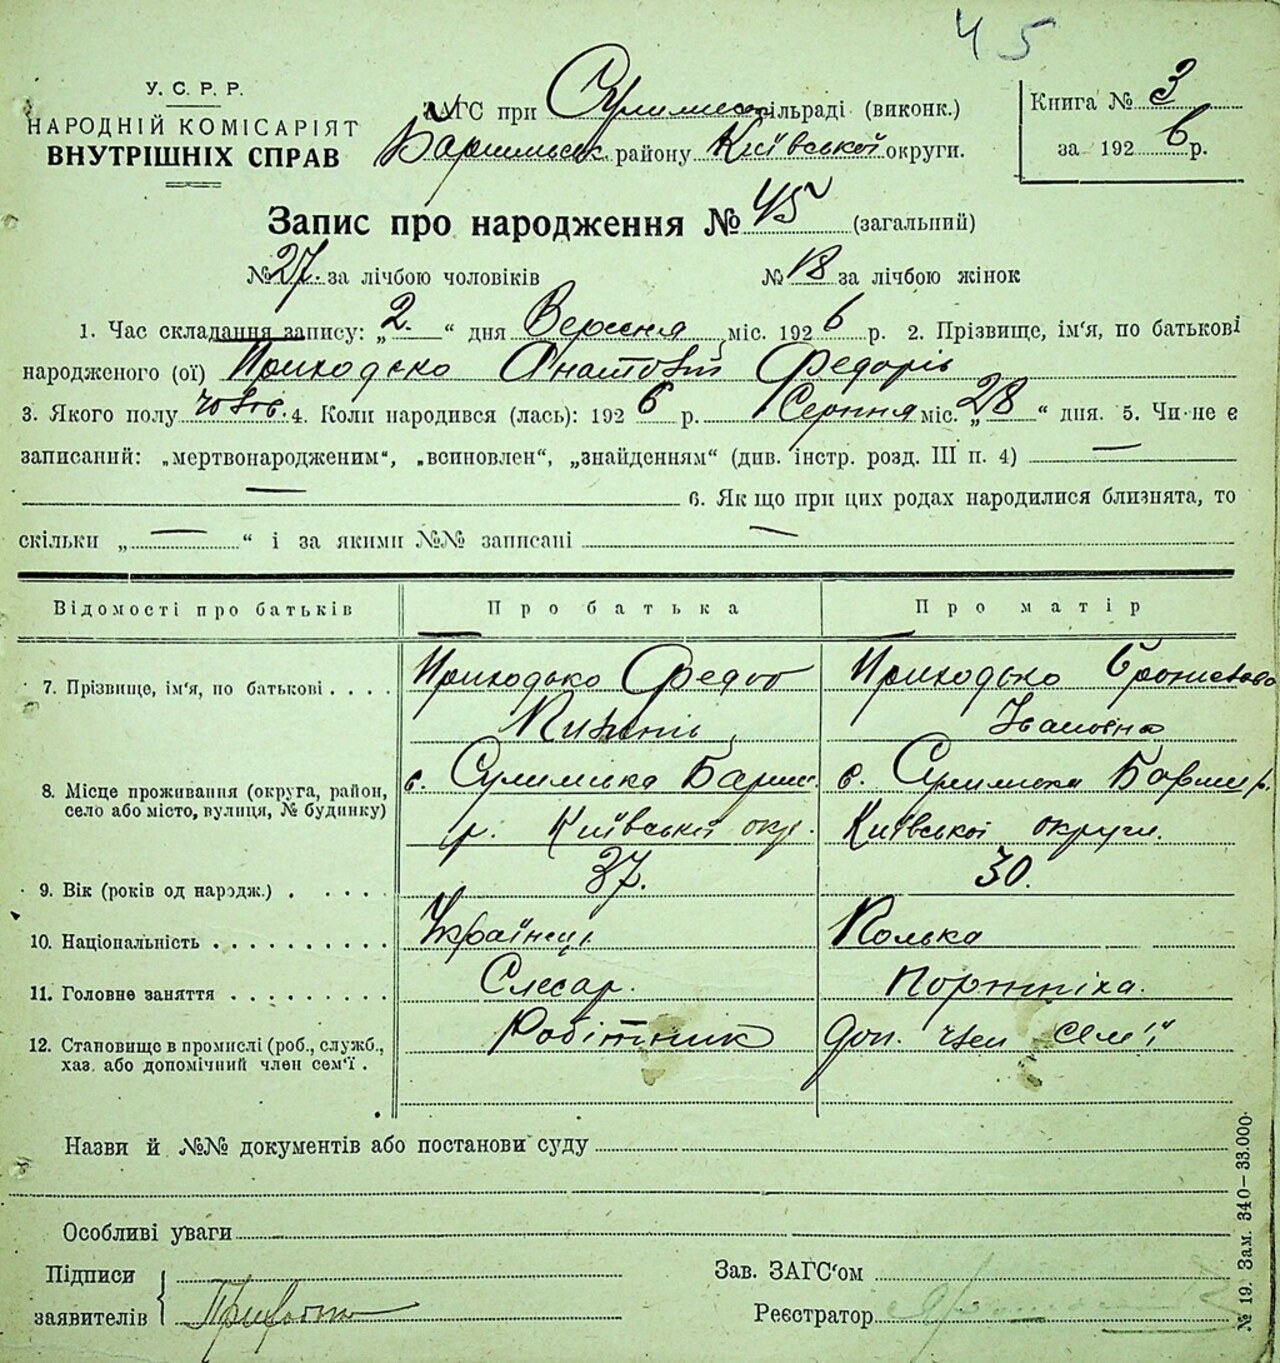 45
У. С. Р. Р.
НАРОДНІЙ КОМІСАРІЯТ
ВНУТРІШНІХ СПРАВ
ЗАГС при сільраді (виконк.)
району Київської округи.
Книга № 3
за 1926 р.
Запис про народження № 45 (загальний)
№ 27. за лічбою чоловіків № 18 за лічбою жінок
1. Час складання запису: „2.“ дня Вересня міс. 1926 р. 2. Прізвище, ім'я, по батькові
народженого (ої) Приходько Анатолій Федорів
3. Якого полу чолов. 4. Коли народився (лась): 1926 р. Серпня міс. „28“ дня. 5. Чи не є
записаний: „мертвонародженим“, „всиновлен“, „знайденням“ (див. інстр. розд. III п. 4) —
— 6. Як що при цих родах народилися близнята, то
скільки „—“ і за якими №№ записані —
Відомості про батьків Про батька Про матір
7. Прізвище, ім'я, по батькові . . . . Приходько Федор Приходько
Іванівна
8. Місце проживання (округа, район, село або місто, вулиця, № будинку) с. Сулимівка Бориш. с. Сулимівка
р. Київської окр. Київської округи.
9. Вік (років од народж.) . . . . . 37. 30.
10. Національність . . . . . . . . . . Українець Полька
11. Головне заняття . . . . . . . . . Слесар. Портніха.
12. Становище в промислі (роб., служб., хаз. або допомічний член сем'ї . Робітник Доп. член сем'ї
Назви й №№ документів або постанови суду
Особливі уваги
Підписи
заявителів Приходько
Зав. ЗАГС'ом
Реєстратор
№ 19. Зам. 340—33.000.